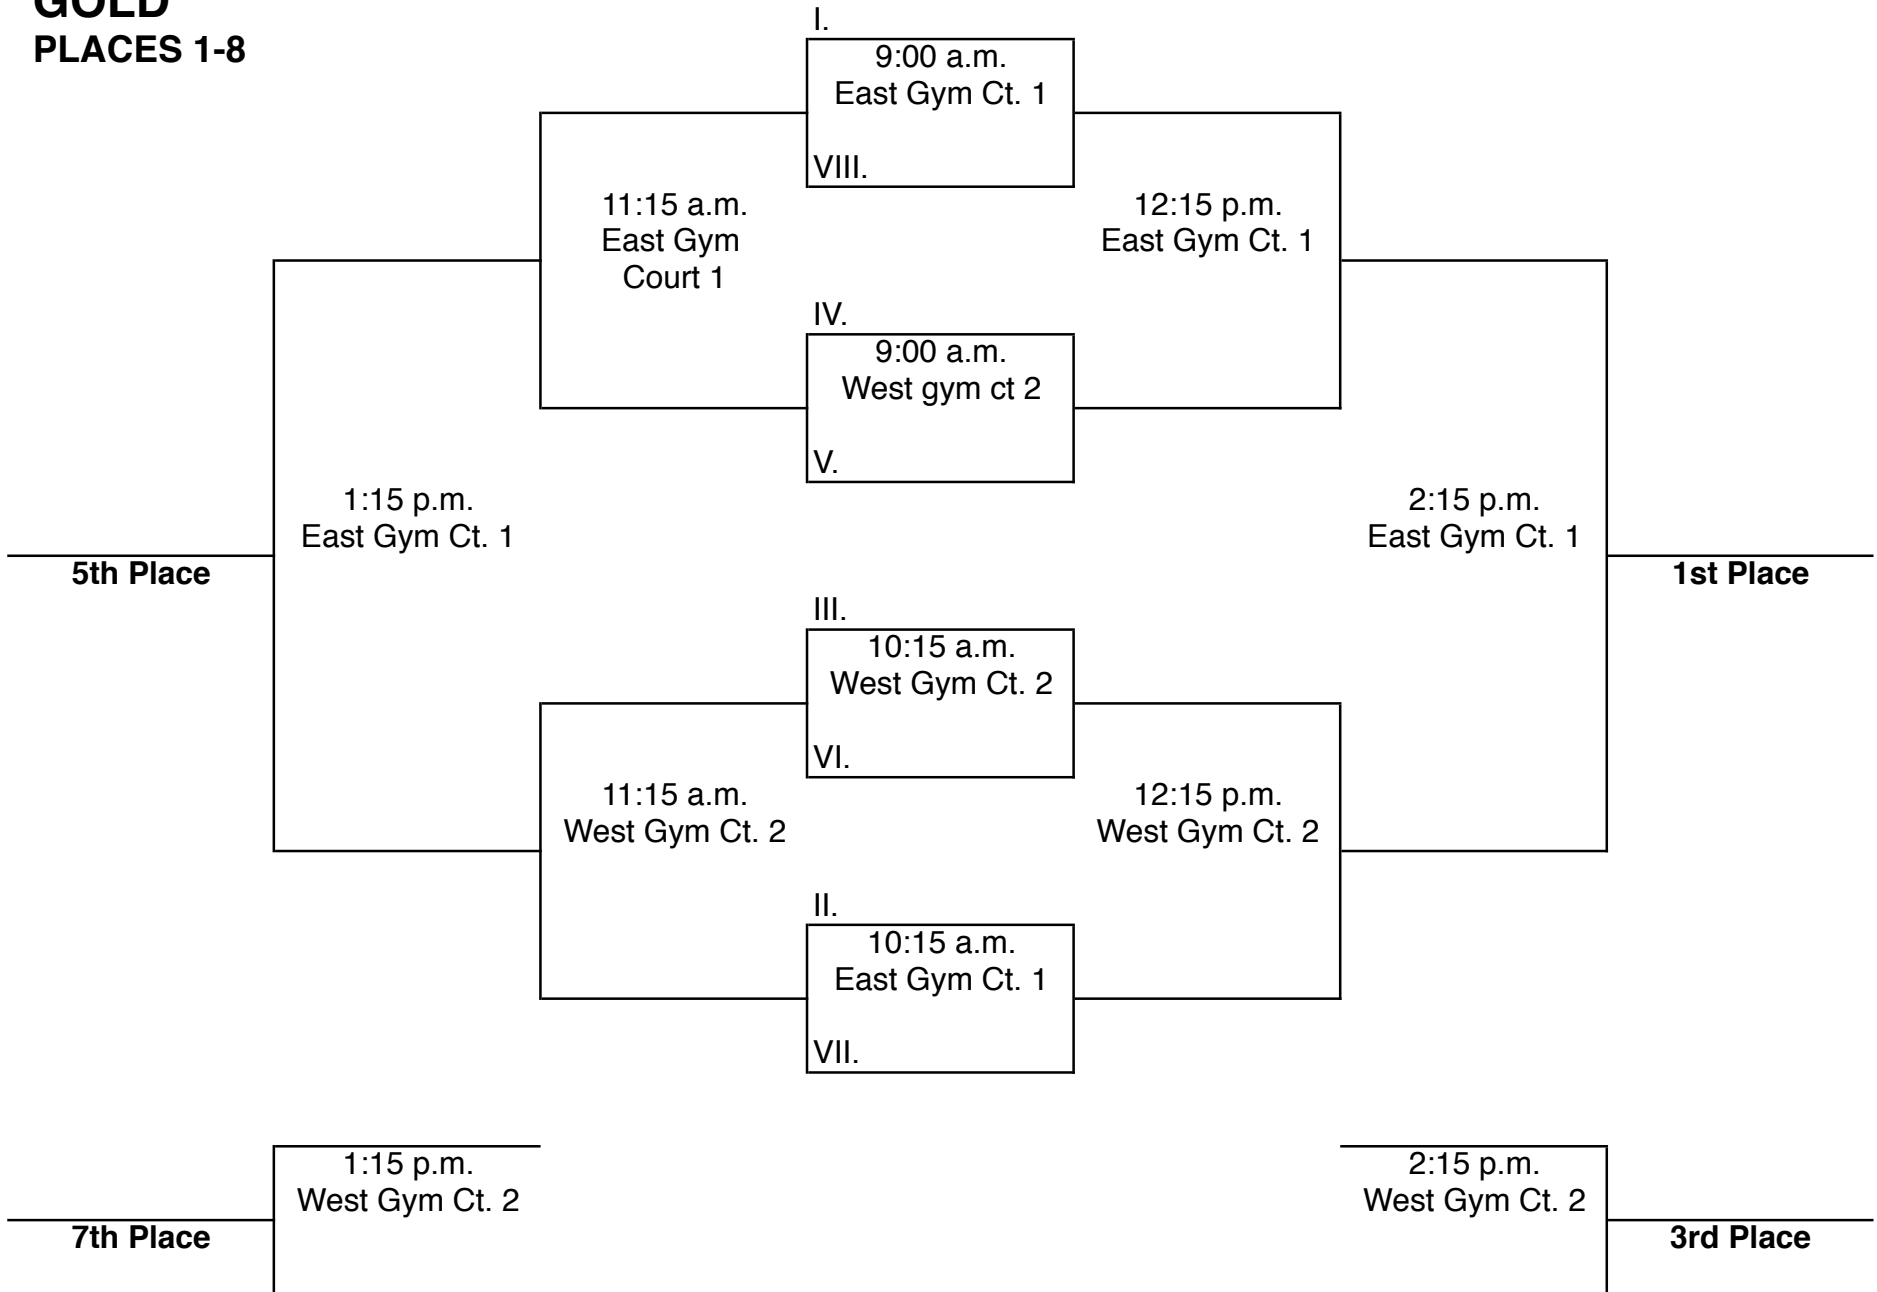 GOLD
PLACES 1-8
I.
9:00 a.m.
East Gym Ct. 1
VIII.
11:15 a.m.
East Gym
Court 1
12:15 p.m.
East Gym Ct. 1
IV.
9:00 a.m.
West gym ct 2
V.
1:15 p.m.
East Gym Ct. 1
2:15 p.m.
East Gym Ct. 1
5th Place
1st Place
III.
10:15 a.m.
West Gym Ct. 2
VI.
11:15 a.m.
West Gym Ct. 2
12:15 p.m.
West Gym Ct. 2
II.
10:15 a.m.
East Gym Ct. 1
VII.
1:15 p.m.
West Gym Ct. 2
2:15 p.m.
West Gym Ct. 2
7th Place
3rd Place